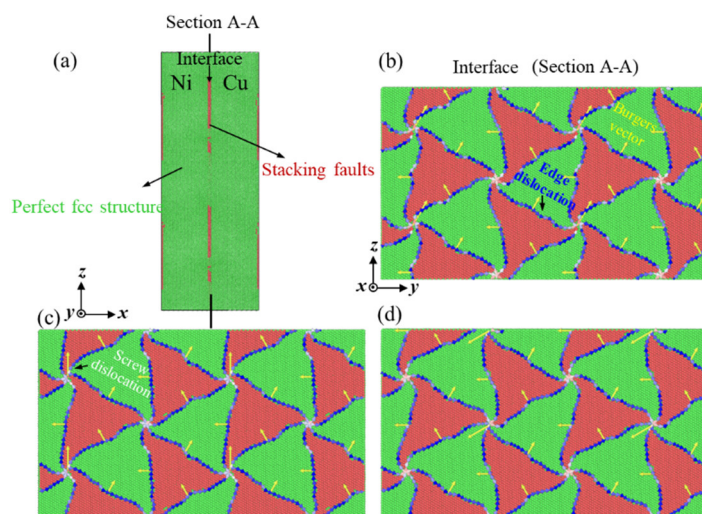 Section A-A
(a)
Interface
Ni Cu
Stacking faults
Perfect fcc structure
z
y
x
(b)
Interface (Section A-A)
Burgers
vector
Edge
dislocation
z
x
y
(c)
Screw
dislocation
(d)